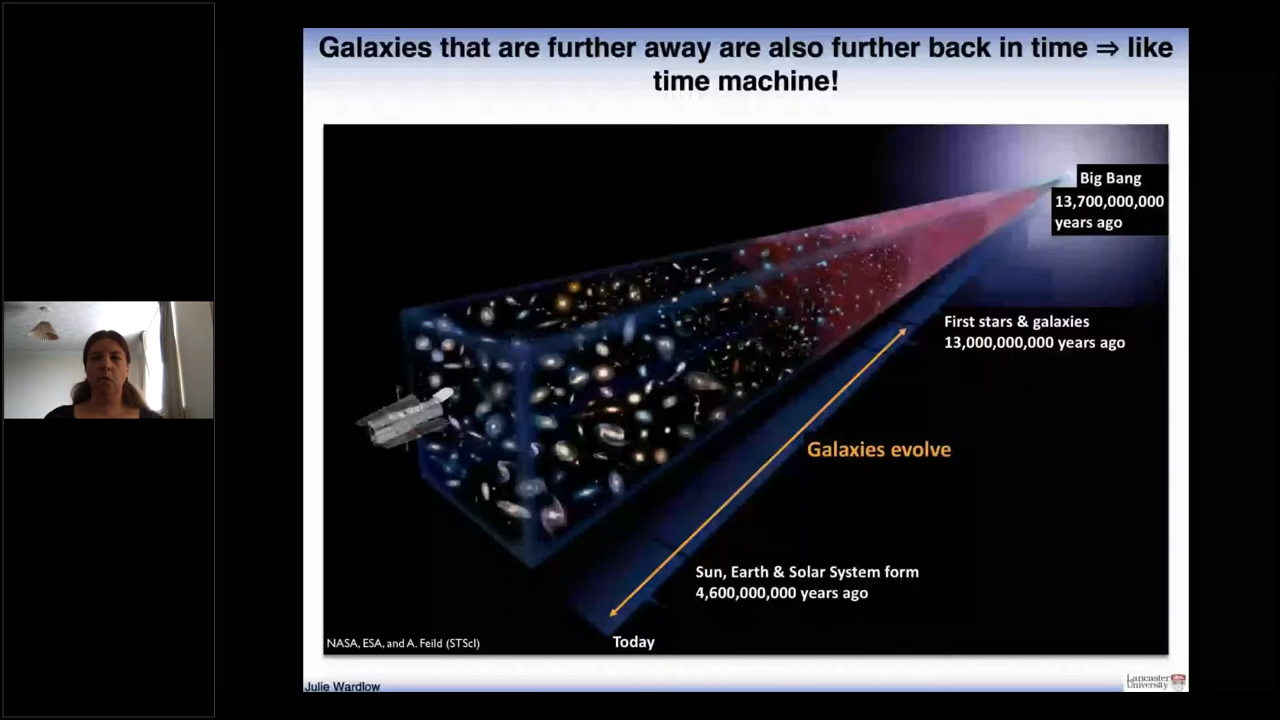 Galaxies that are further away are also further back in time ⇒ like
time machine!
Big Bang
13,700,000,000
years ago
First stars & galaxies
13,000,000,000 years ago
Galaxies evolve
Sun, Earth & Solar System form
4,600,000,000 years ago
Today
NASA, ESA, and A. Feild (STScI)
Julie Wardlow
Lancaster
University